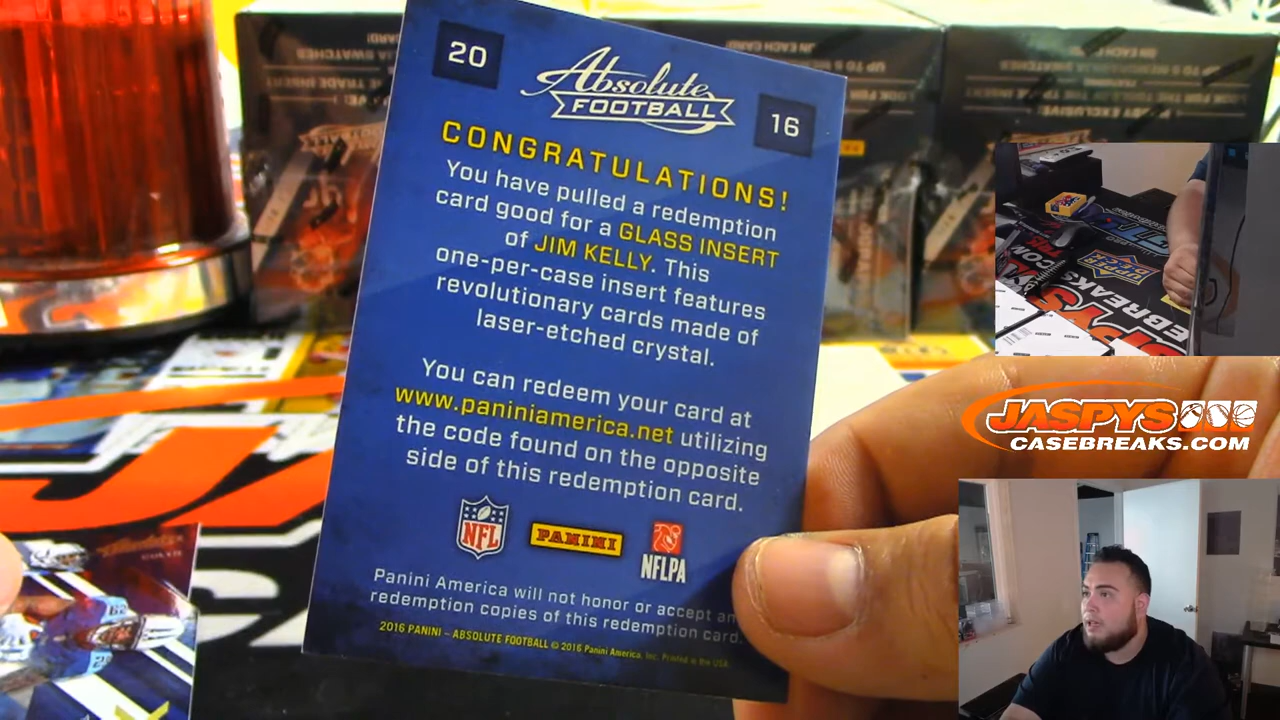 20
Absolute
FOOTBALL
16
CONGRATULATIONS!
You have pulled a redemption
card good for a GLASS INSERT
of JIM KELLY. This
one-per-case insert features
revolutionary cards made of
laser-etched crystal.
You can redeem your card at
www.paniniamerica.net utilizing
the code found on the opposite
side of this redemption card.
NFL
PANINI
NFLPA
Panini America will not honor or accept
redemption copies of this redemption card.
2016 PANINI – ABSOLUTE FOOTBALL © 2016 Panini America, Inc. Printed in the USA.
JASPYS
CASEBREAKS.COM
UPPER DECK